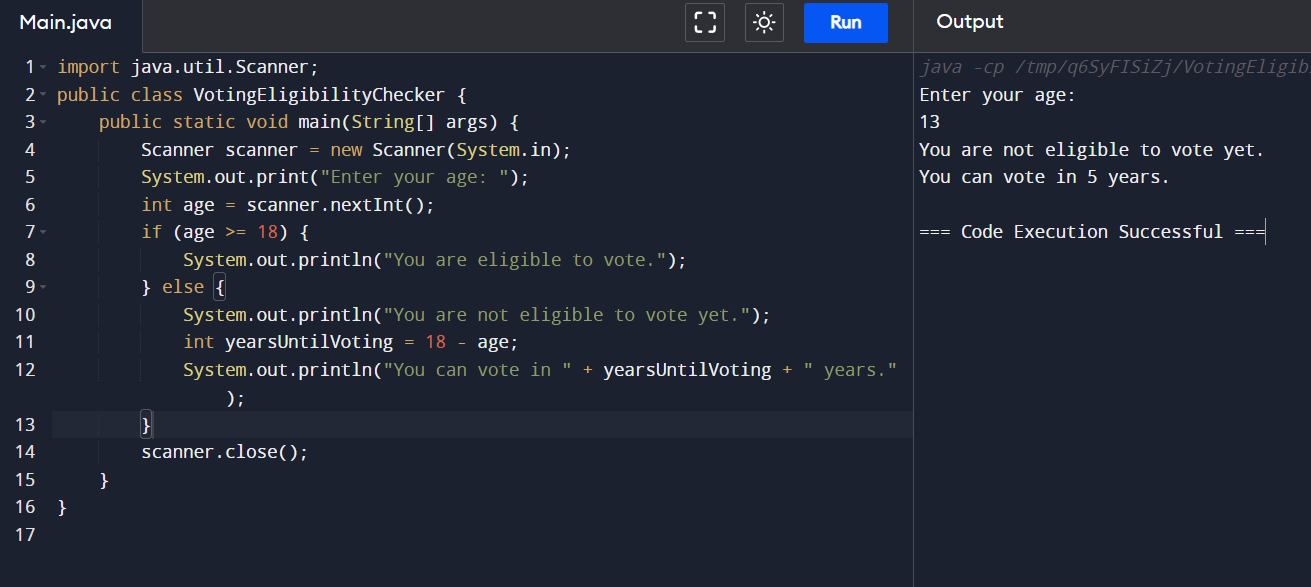 Main.java
Run
Output
1 import java.util.Scanner;
2 public class VotingEligibilityChecker {
3     public static void main(String[] args) {
4         Scanner scanner = new Scanner(System.in);
5         System.out.print("Enter your age: ");
6         int age = scanner.nextInt();
7         if (age >= 18) {
8             System.out.println("You are eligible to vote.");
9         } else {
10             System.out.println("You are not eligible to vote yet.");
11             int yearsUntilVoting = 18 - age;
12             System.out.println("You can vote in " + yearsUntilVoting + " years."
                );
13         }
14         scanner.close();
15     }
16 }
17
java -cp /tmp/q6SyFISiZj/VotingEligib
Enter your age:
13
You are not eligible to vote yet.
You can vote in 5 years.
=== Code Execution Successful ===